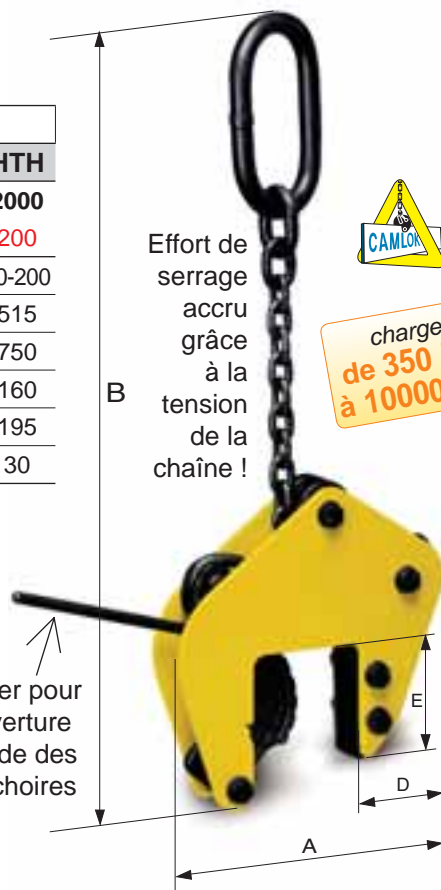 HTH
2000
200
0-200
515
750
160
195
30
B
Effort de
serrage
accru
grâce
à la
tension
de la
chaîne !
CAMLOK
charge
de 350
à 10000
er pour
verture
de des
choires
E
D
A